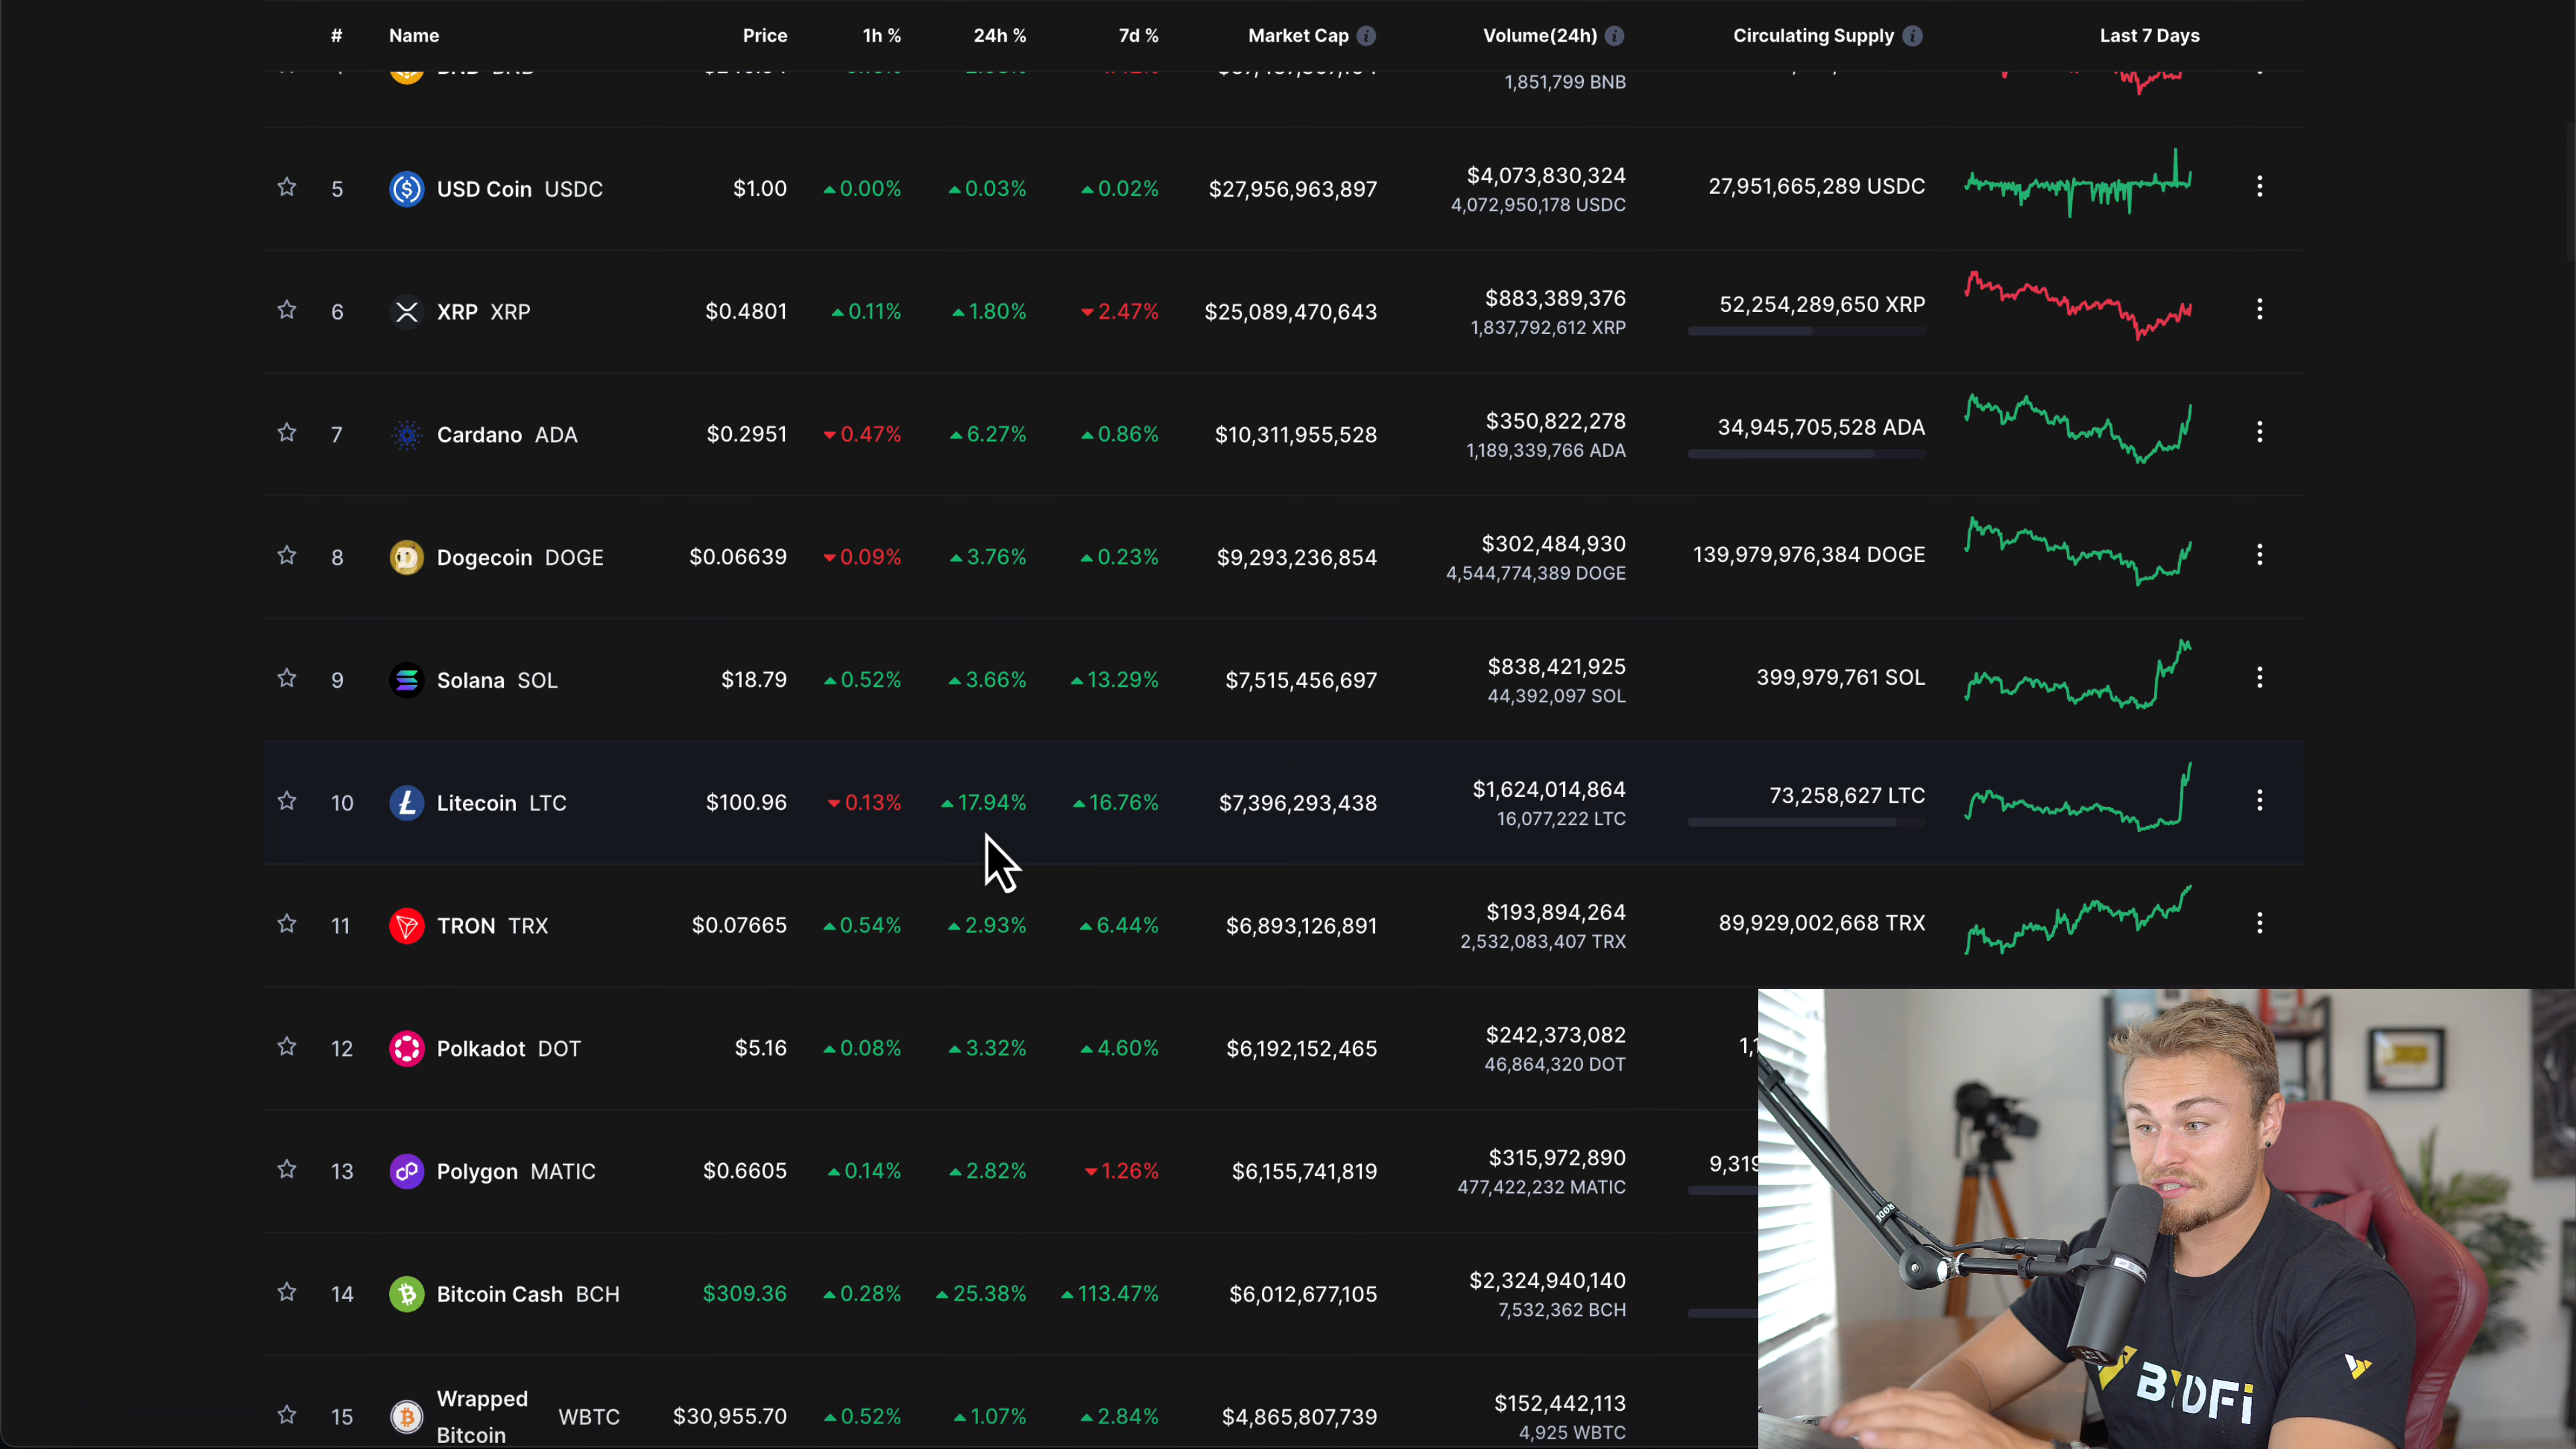 # Name Price 1h % 24h % 7d % Market Cap Volume(24h) Circulating Supply Last 7 Days
1,851,799 BNB
5 USD Coin USDC $1.00 0.00% 0.03% 0.02% $27,956,963,897 $4,073,830,324 27,951,665,289 USDC
4,072,950,178 USDC
6 XRP XRP $0.4801 0.11% 1.80% 2.47% $25,089,470,643 $883,389,376 52,254,289,650 XRP
1,837,792,612 XRP
7 Cardano ADA $0.2951 0.47% 6.27% 0.86% $10,311,955,528 $350,822,278 34,945,705,528 ADA
1,189,339,766 ADA
8 Dogecoin DOGE $0.06639 0.09% 3.76% 0.23% $9,293,236,854 $302,484,930 139,979,976,384 DOGE
4,544,774,389 DOGE
9 Solana SOL $18.79 0.52% 3.66% 13.29% $7,515,456,697 $838,421,925 399,979,761 SOL
44,392,097 SOL
10 Litecoin LTC $100.96 0.13% 17.94% 16.76% $7,396,293,438 $1,624,014,864 73,258,627 LTC
16,077,222 LTC
11 TRON TRX $0.07665 0.54% 2.93% 6.44% $6,893,126,891 $193,894,264 89,929,002,668 TRX
2,532,083,407 TRX
12 Polkadot DOT $5.16 0.08% 3.32% 4.60% $6,192,152,465 $242,373,082
46,864,320 DOT
13 Polygon MATIC $0.6605 0.14% 2.82% 1.26% $6,155,741,819 $315,972,890 9,319
477,422,232 MATIC
14 Bitcoin Cash BCH $309.36 0.28% 25.38% 113.47% $6,012,677,105 $2,324,940,140
7,532,362 BCH
15 Wrapped Bitcoin WBTC $30,955.70 0.52% 1.07% 2.84% $4,865,807,739 $152,442,113
4,925 WBTC
RØDE
BYDFi